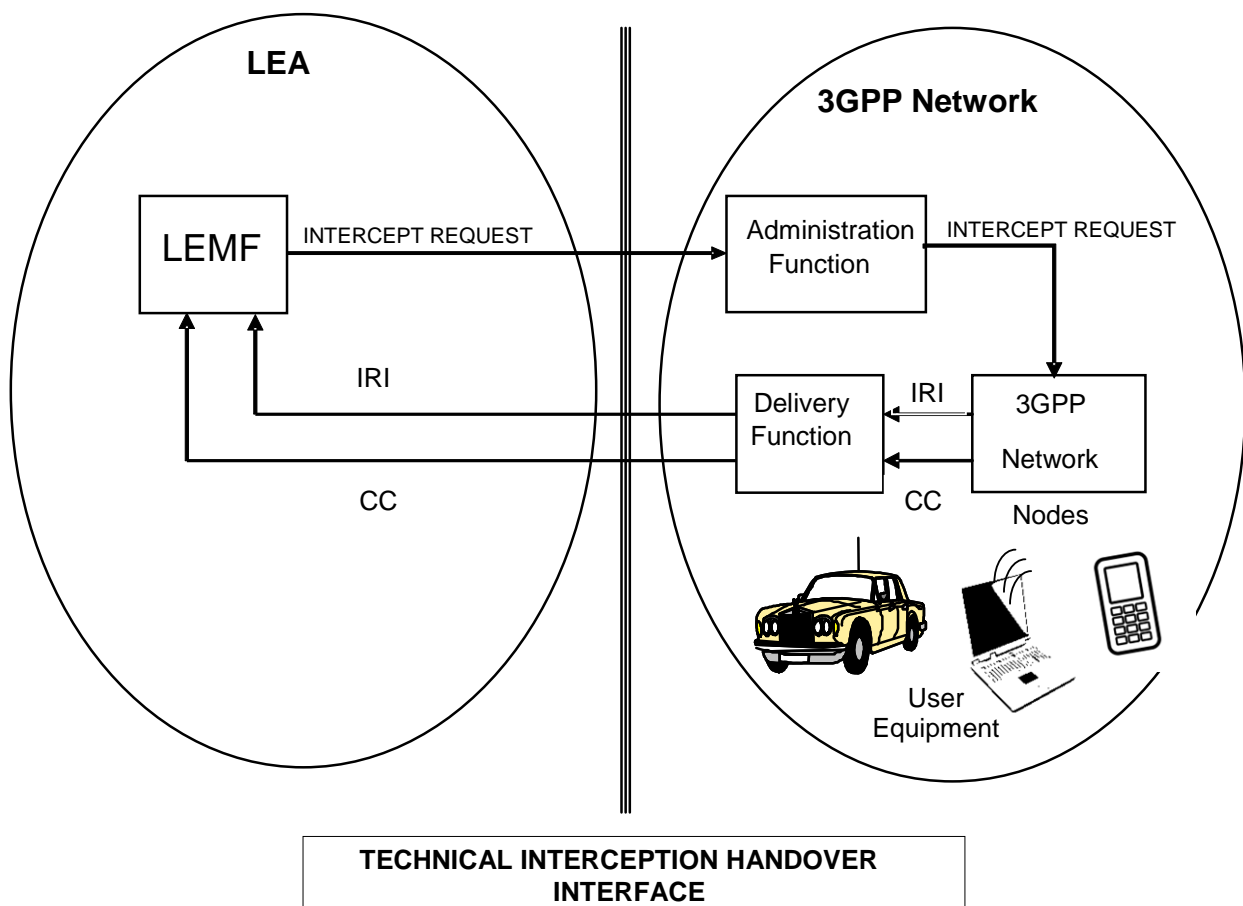 LEA
3GPP Network
LEMF
INTERCEPT REQUEST
Administration
Function
INTERCEPT REQUEST
IRI
CC
Delivery
Function
IRI
CC
3GPP
Network
Nodes
User
Equipment
TECHNICAL INTERCEPTION HANDOVER
INTERFACE